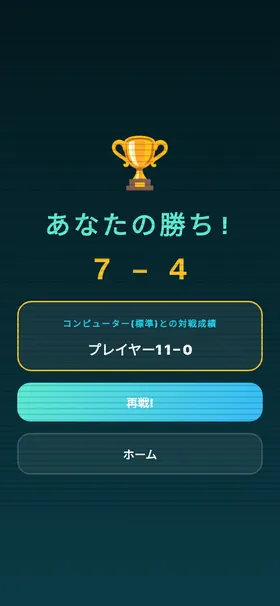 あなたの勝ち！
7 – 4
コンピューター(標準)との対戦成績
プレイヤー11–0
再戦!
ホーム